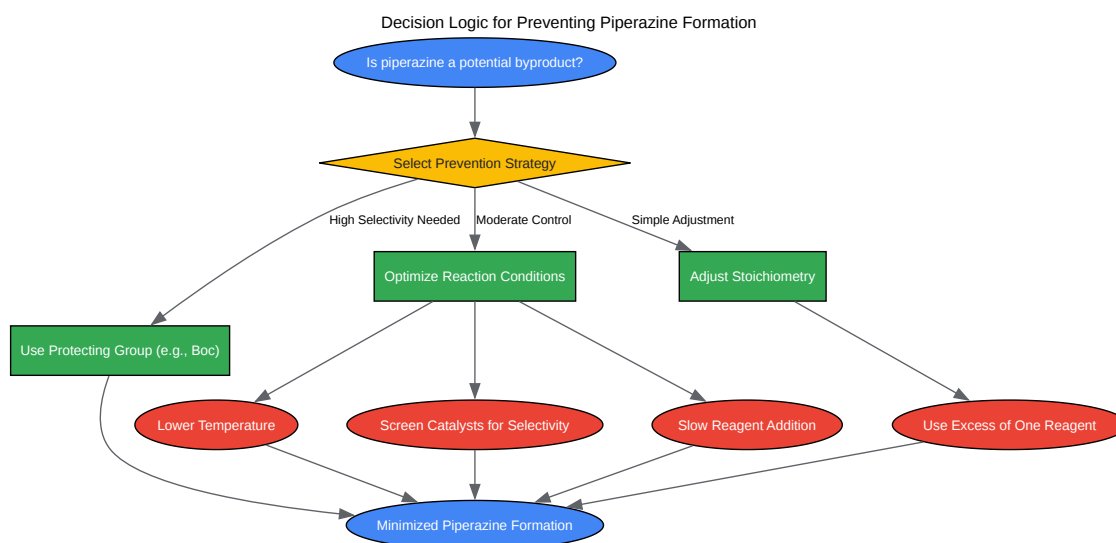 Decision Logic for Preventing Piperazine Formation
Is piperazine a potential byproduct?
Select Prevention Strategy
High Selectivity Needed
Moderate Control
Simple Adjustment
Optimize Reaction Conditions
Adjust Stoichiometry
Use Protecting Group (e.g., Boc)
Lower Temperature
Screen Catalysts for Selectivity
Slow Reagent Addition
Use Excess of One Reagent
Minimized Piperazine Formation